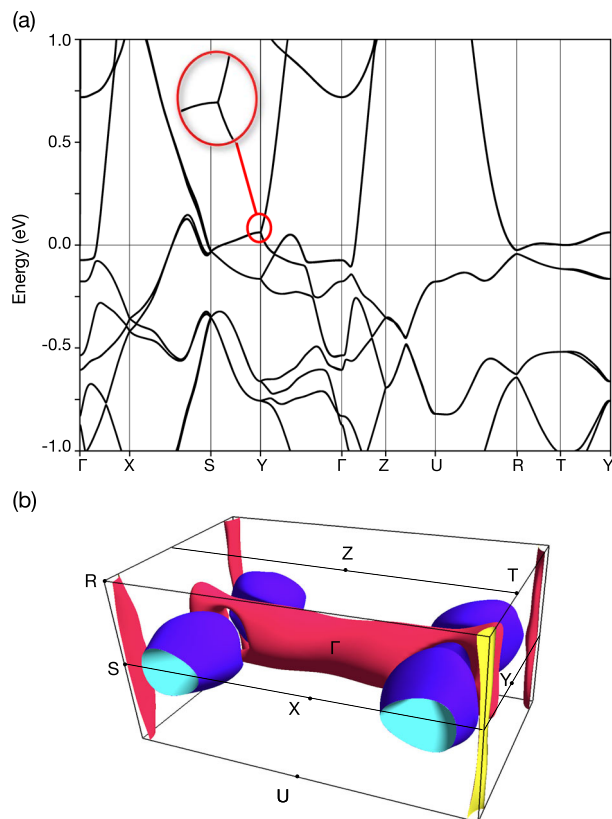 (a)
1.0
0.5
0.0
-0.5
-1.0
Energy (eV)
Γ X S Y Γ Z U R T Y
(b)
Z
T
R
Γ
S
Y
X
U